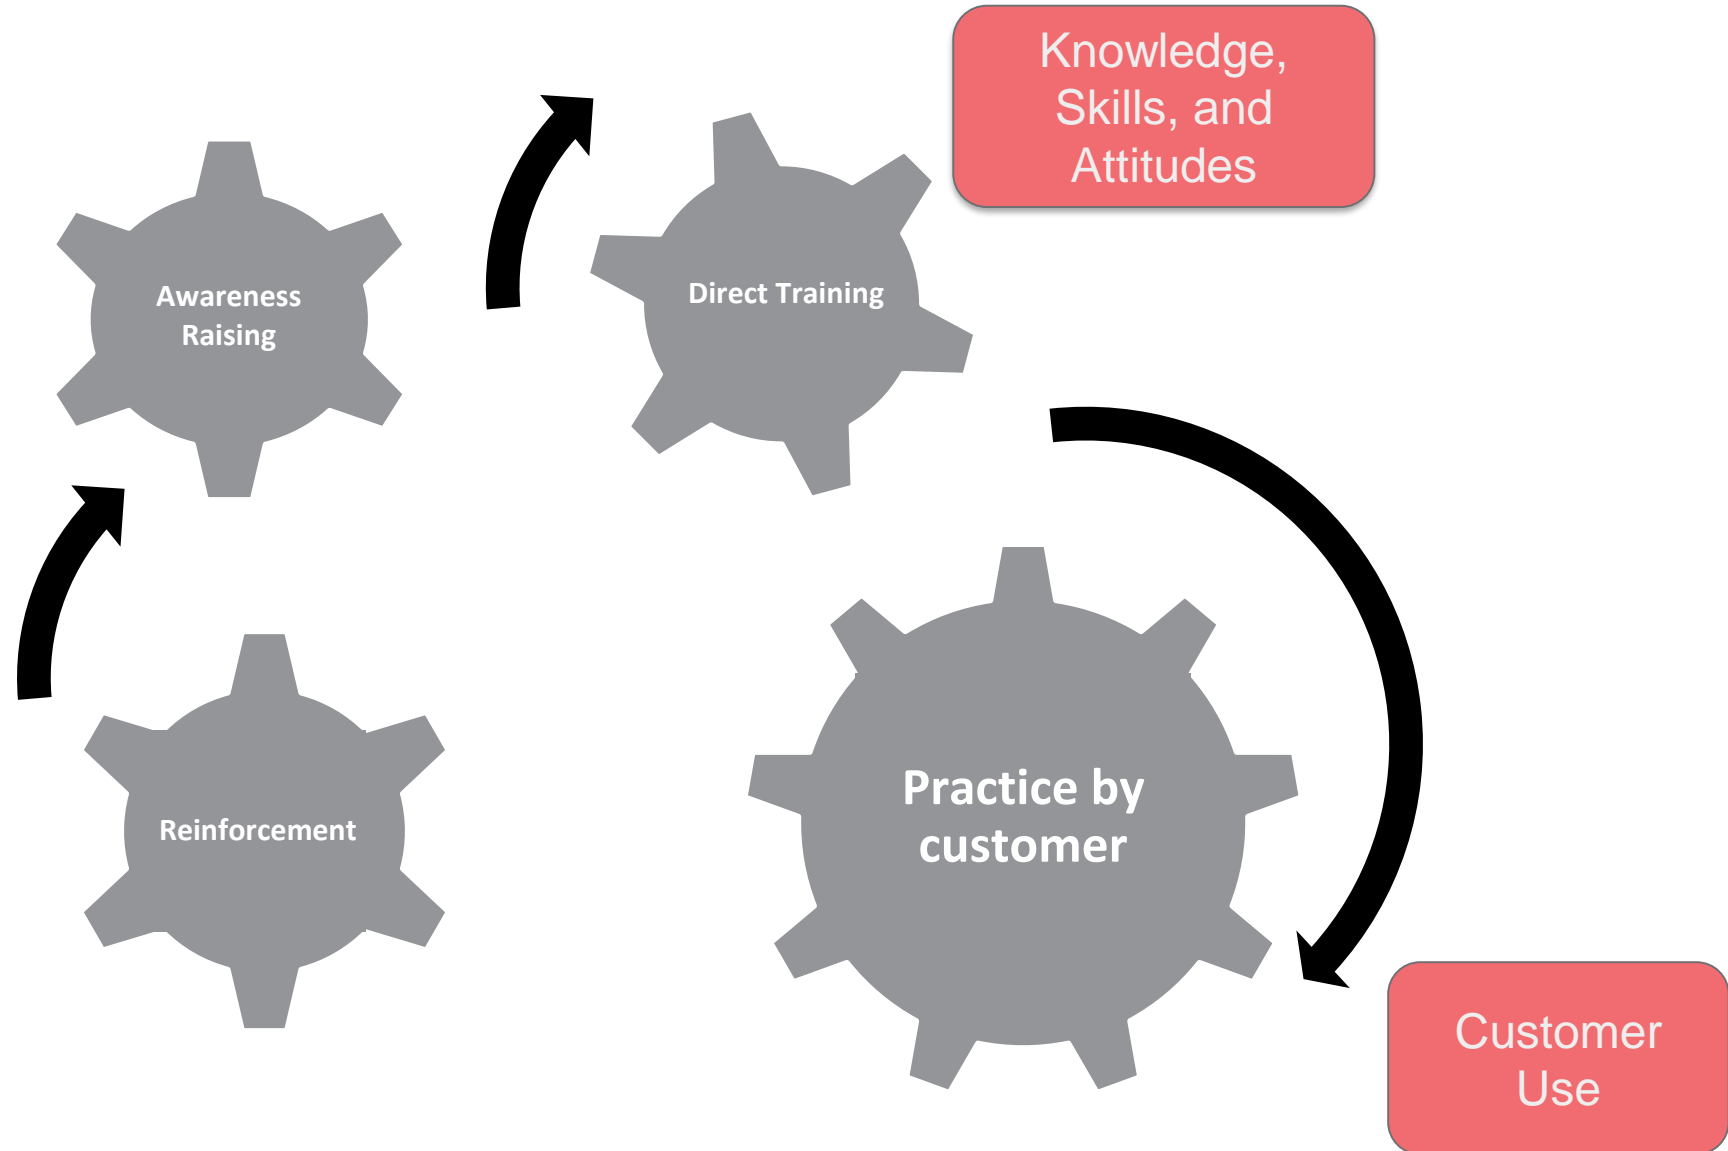 Knowledge,
Skills, and
Attitudes
Awareness
Raising
Direct Training
Reinforcement
Practice by
customer
Customer
Use